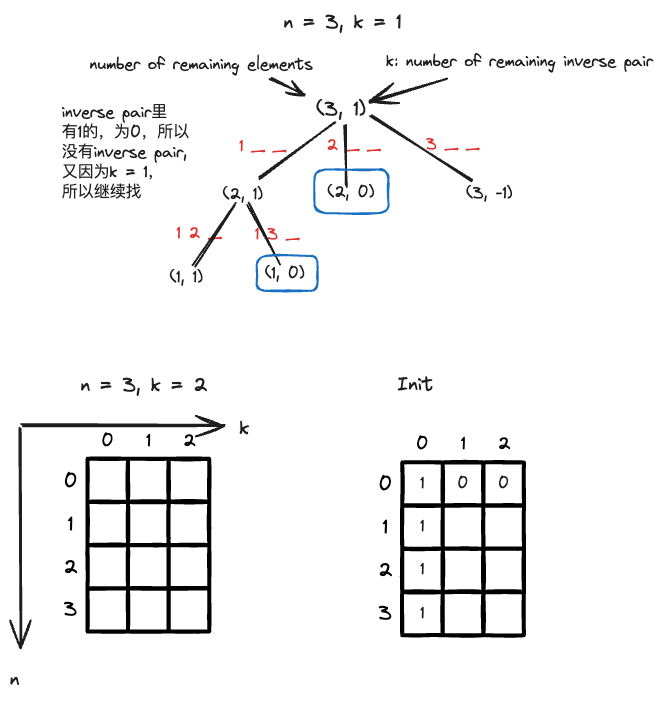 n = 3, k = 1
number of remaining elements
k: number of remaining inverse pair
(3, 1)
inverse pair里
有1的，为0，所以
没有inverse pair,
又因为k = 1,
所以继续找
1 _ _
2 _ _
3 _ _
(2, 1)
(2, 0)
(3, -1)
1 2 _
1 3 _
(1, 1)
(1, 0)
n = 3, k = 2
k
0 1 2
0
1
2
3
n
Init
0 1 2
0 1 0 0
1 1
2 1
3 1